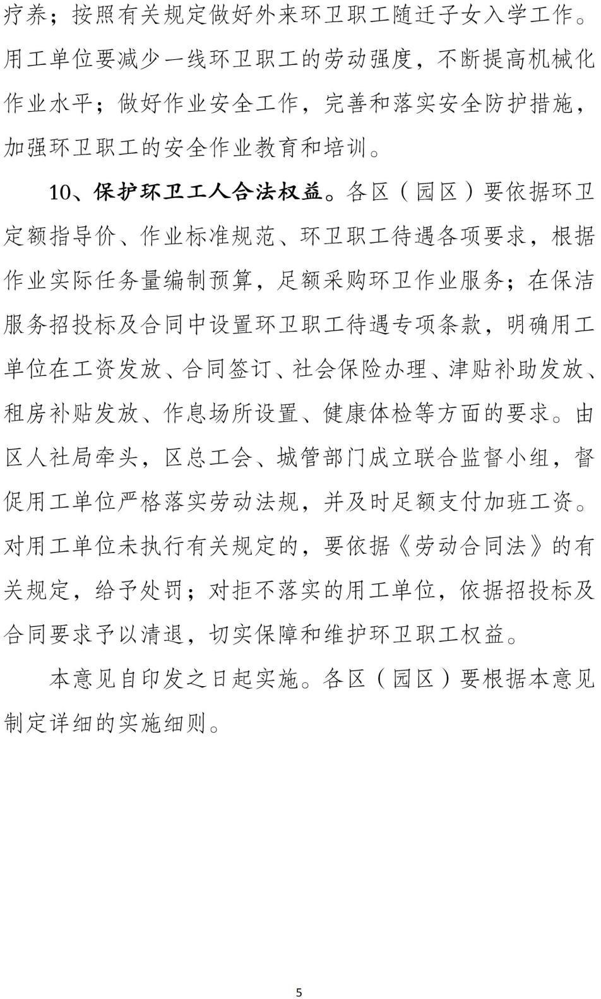 疗养；按照有关规定做好外来环卫职工随迁子女入学工作。
用工单位要减少一线环卫职工的劳动强度，不断提高机械化
作业水平；做好作业安全工作，完善和落实安全防护措施，
加强环卫职工的安全作业教育和培训。
10、保护环卫工人合法权益。各区（园区）要依据环卫
定额指导价、作业标准规范、环卫职工待遇各项要求，根据
作业实际任务量编制预算，足额采购环卫作业服务；在保洁
服务招投标及合同中设置环卫职工待遇专项条款，明确用工
单位在工资发放、合同签订、社会保险办理、津贴补助发放、
租房补贴发放、作息场所设置、健康体检等方面的要求。由
区人社局牵头，区总工会、城管部门成立联合监督小组，督
促用工单位严格落实劳动法规，并及时足额支付加班工资。
对用工单位未执行有关规定的，要依据《劳动合同法》的有
关规定，给予处罚；对拒不落实的用工单位，依据招投标及
合同要求予以清退，切实保障和维护环卫职工权益。
本意见自印发之日起实施。各区（园区）要根据本意见
制定详细的实施细则。
5